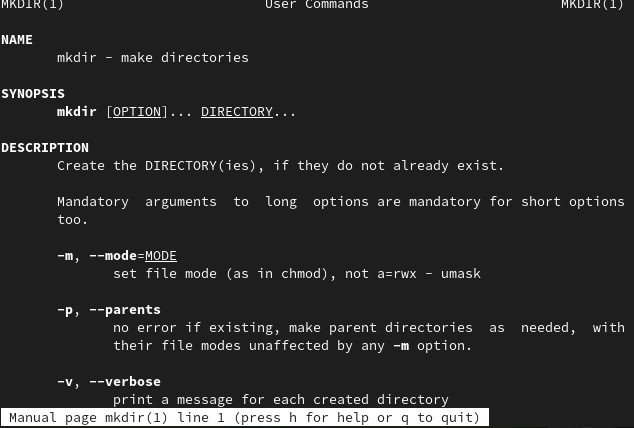 MKDIR(1) User Commands MKDIR(1)
NAME
mkdir - make directories
SYNOPSIS
mkdir [OPTION]... DIRECTORY...
DESCRIPTION
Create the DIRECTORY(ies), if they do not already exist.
Mandatory arguments to long options are mandatory for short options
too.
-m, --mode=MODE
set file mode (as in chmod), not a=rwx - umask
-p, --parents
no error if existing, make parent directories as needed, with
their file modes unaffected by any -m option.
-v, --verbose
print a message for each created directory
Manual page mkdir(1) line 1 (press h for help or q to quit)